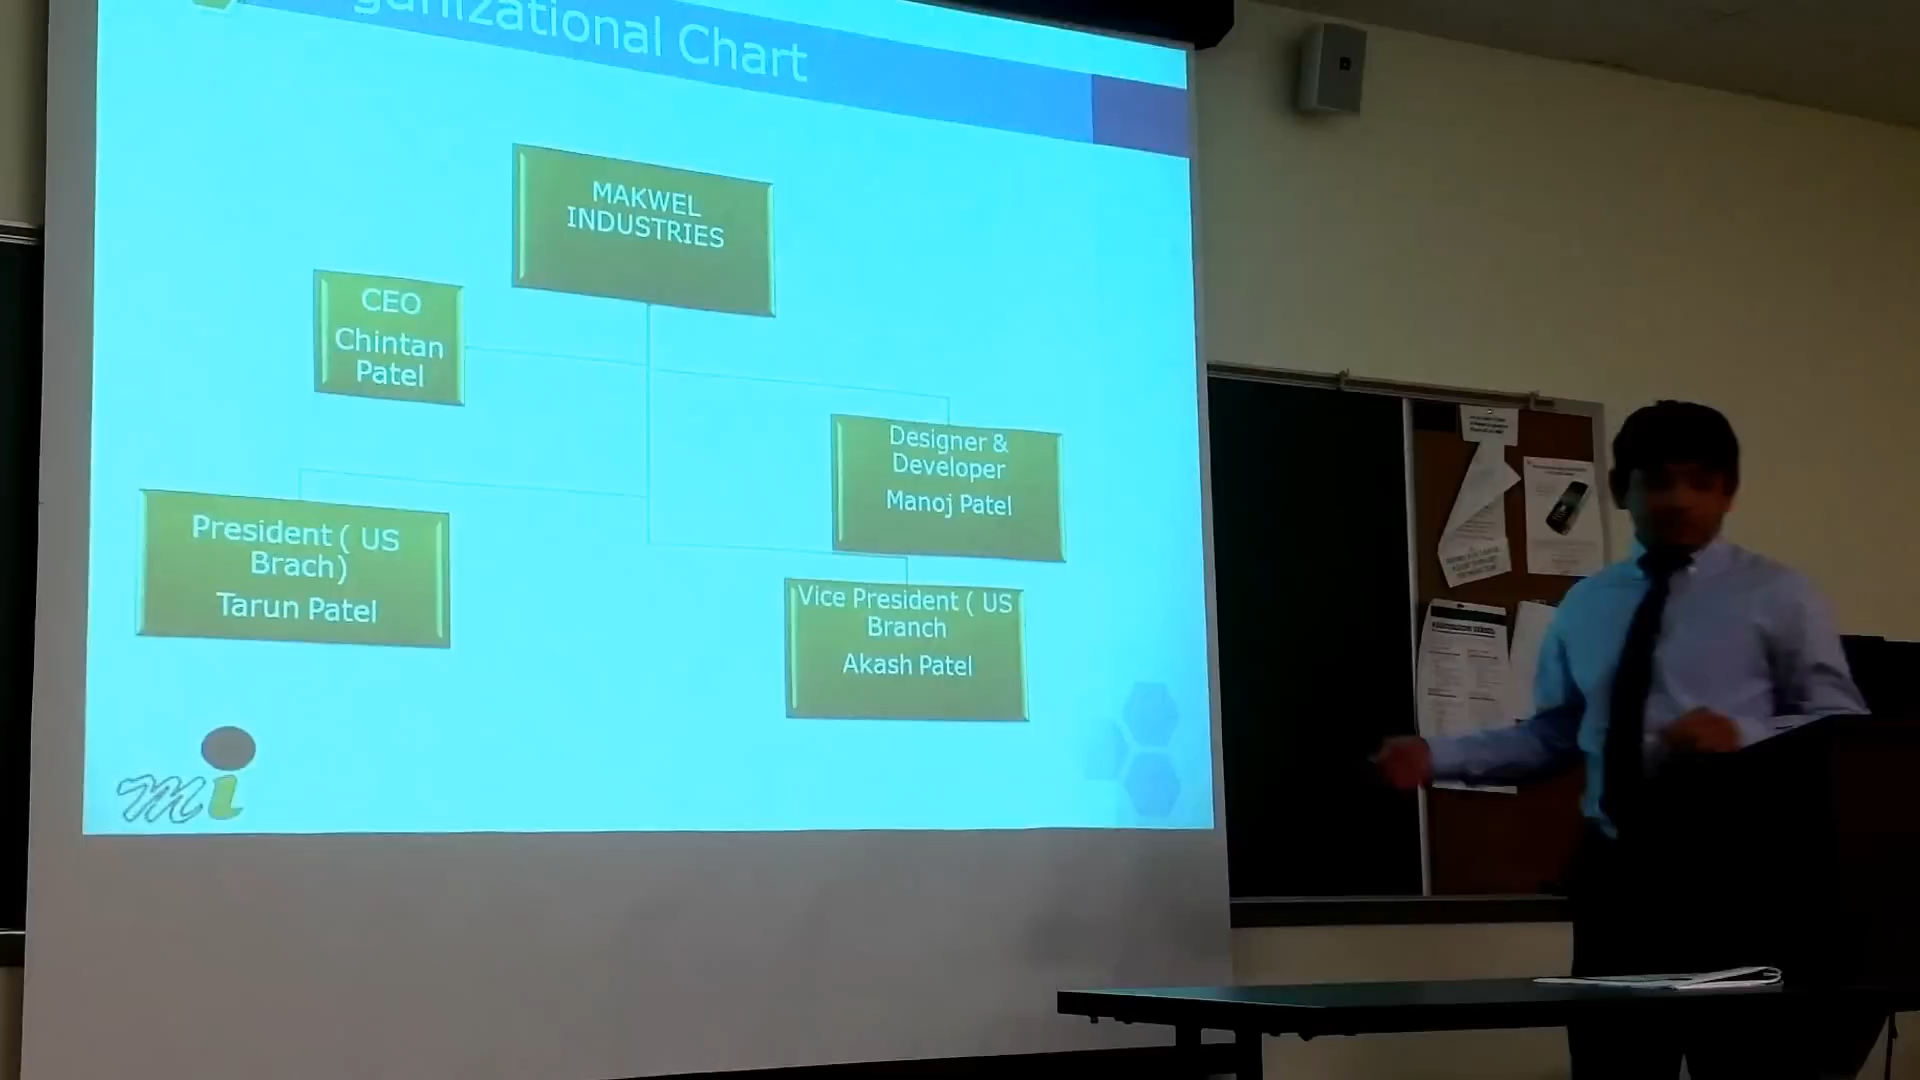 ganizational Chart
MAKWEL
INDUSTRIES
CEO
Chintan
Patel
Designer &
Developer
Manoj Patel
President ( US
Brach)
Tarun Patel
Vice President ( US
Branch
Akash Patel
mi